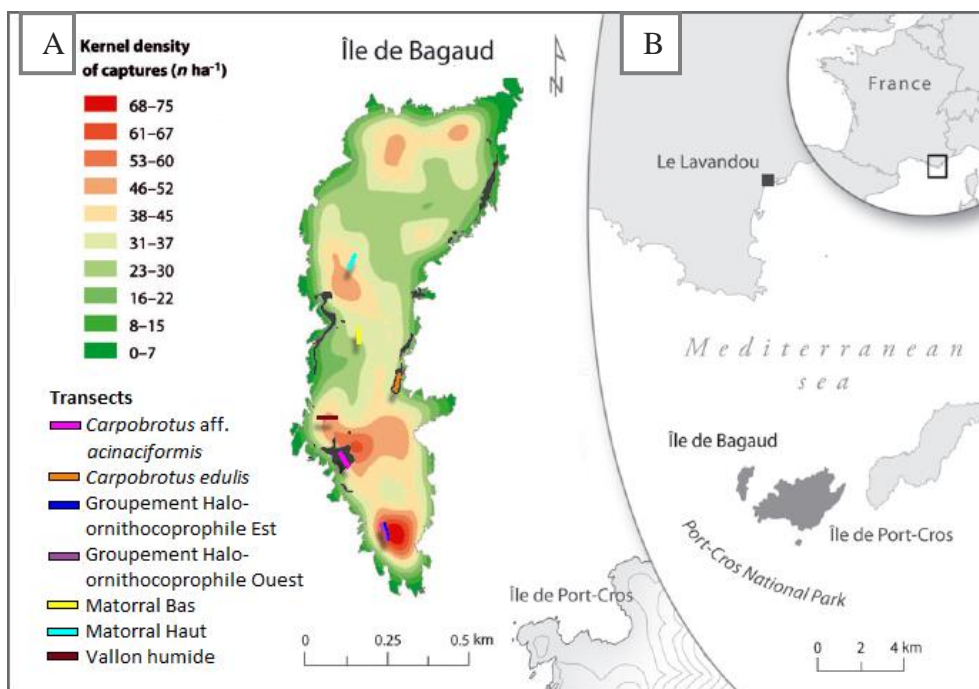 A
Kernel density
of captures (n ha⁻¹)
68–75
61–67
53–60
46–52
38–45
31–37
23–30
16–22
8–15
0–7
Transects
Carpobrotus aff.
acinaciformis
Carpobrotus edulis
Groupement Halo-
ornithocoprophile Est
Groupement Halo-
ornithocoprophile Ouest
Matorral Bas
Matorral Haut
Vallon humide
Île de Bagaud
N
0 0.25 0.5 km
Île de Port-Cros
B
France
Le Lavandou
Mediterranean
sea
Île de Bagaud
Île de Port-Cros
Port-Cros National Park
0 4 km